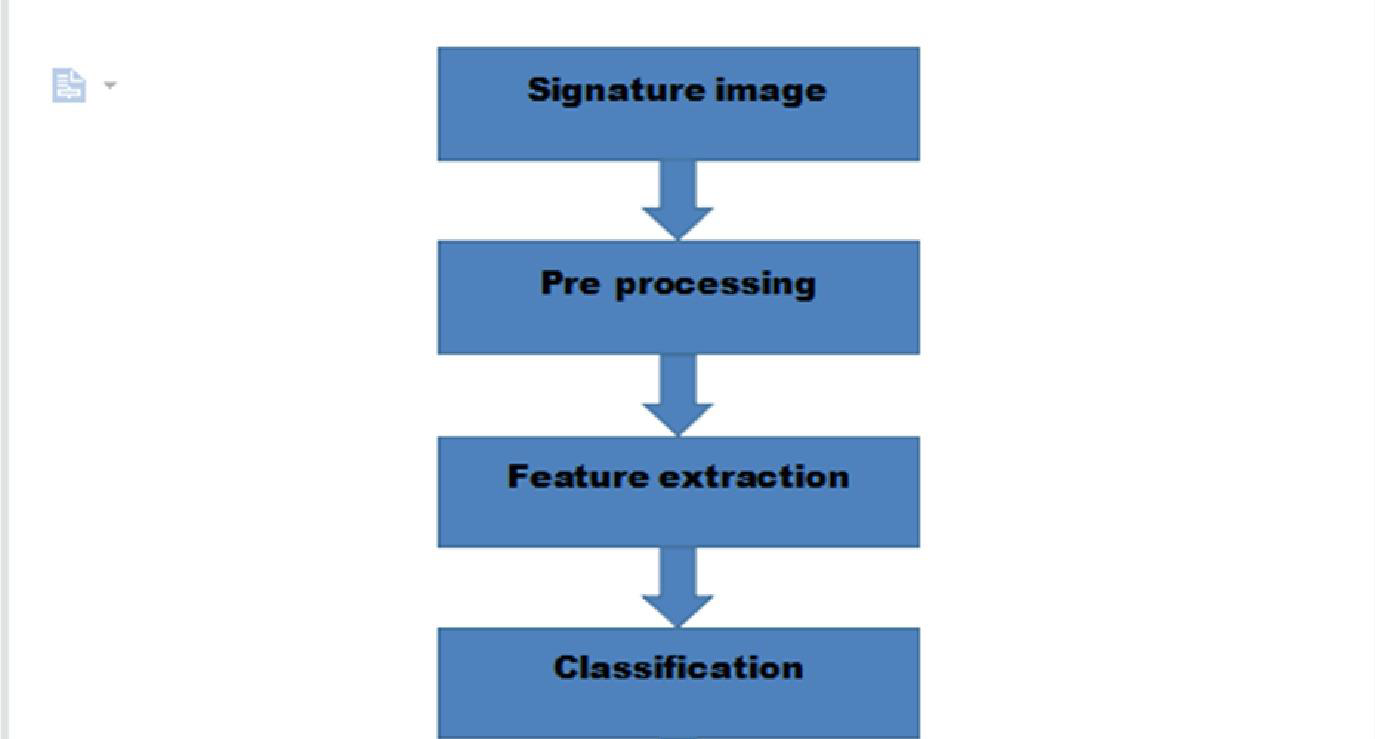 Signature image
Pre processing
Feature extraction
Classification